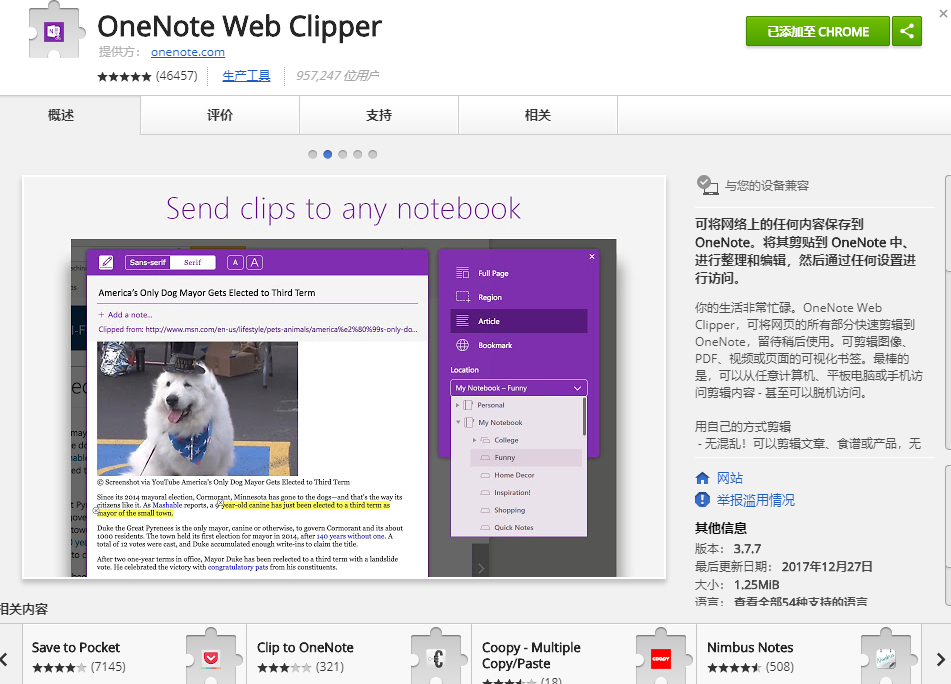 OneNote Web Clipper
提供方： onenote.com
(46457) 生产工具 957,247 位用户
已添加至 CHROME
概述 评价 支持 相关
Send clips to any notebook
Sans-serif Serif A A
America's Only Dog Mayor Gets Elected to Third Term
+ Add a note...
Clipped from: http://www.msn.com/en-us/lifestyle/pets-animals/america%e2%80%99s-only-do...
© Screenshot via YouTube America's Only Dog Mayor Gets Elected to Third Term
Since its 2014 mayoral election, Cormorant, Minnesota has gone to the dogs—and that's the way its
citizens like it. As Mashable reports, a 9-year-old canine has just been elected to a third term as
mayor of the small town.
Duke the Great Pyreness is the only mayor, canine or otherwise, to govern Cormorant and its about
1000 residents. The town held its first election for mayor in 2014, after 140 years without one. A
total of 12 votes were cast, and Duke accumulated enough write-ins to claim the title.
After two one-year terms in office, Mayor Duke has been reelected to a third term with a landslide
vote. He celebrated the victory with congratulatory pats from his constituents.
Full Page
Region
Article
Bookmark
Location
My Notebook – Funny
Personal
My Notebook
College
Funny
Home Decor
Inspiration!
Shopping
Quick Notes
与您的设备兼容
可将网络上的任何内容保存到
OneNote。将其剪贴到 OneNote 中、
进行整理和编辑，然后通过任何设置进
行访问。
你的生活非常忙碌。OneNote Web
Clipper，可将网页的所有部分快速剪辑到
OneNote，留待稍后使用。可剪辑图像、
PDF、视频或页面的可视化书签。最棒的
是，可以从任意计算机、平板电脑或手机访
问剪辑内容 - 甚至可以脱机访问。
用自己的方式剪辑
- 无混乱！可以剪辑文章、食谱或产品，无
网站
举报滥用情况
其他信息
版本： 3.7.7
最后更新日期： 2017年12月27日
大小： 1.25MiB
语言： 查看全部54种支持的语言
相关内容
Save to Pocket
(7145)
Clip to OneNote
(321)
Coopy - Multiple
Copy/Paste
(18)
COOPY
Nimbus Notes
(508)